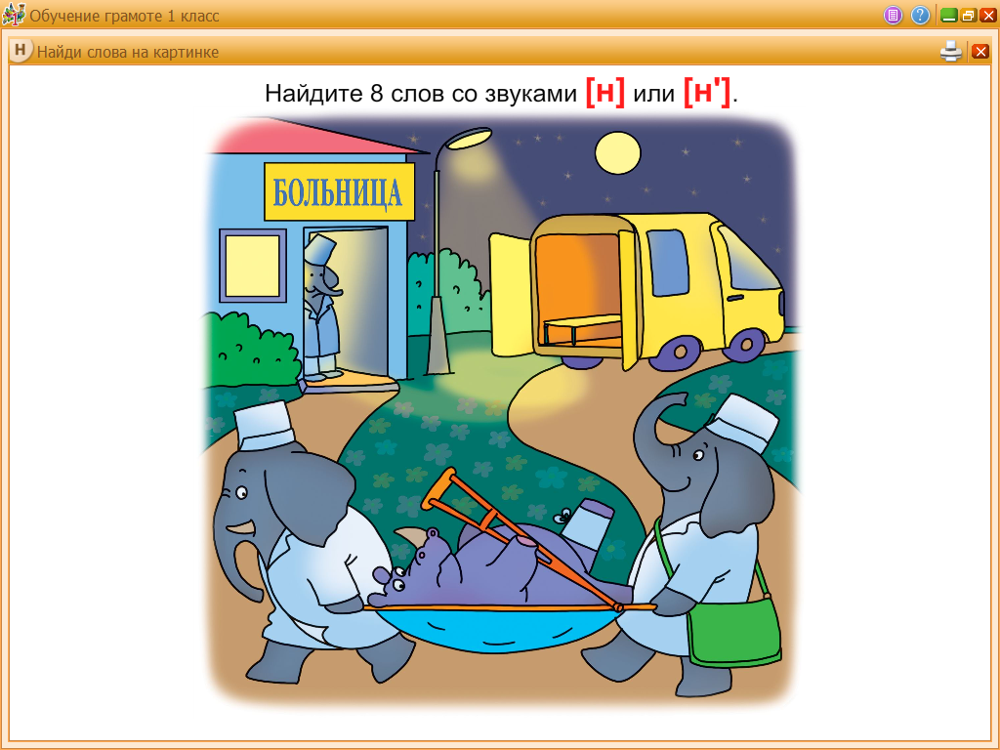 Обучение грамоте 1 класс
Н Найди слова на картинке
Найдите 8 слов со звуками [н] или [н'].
БОЛЬНИЦА